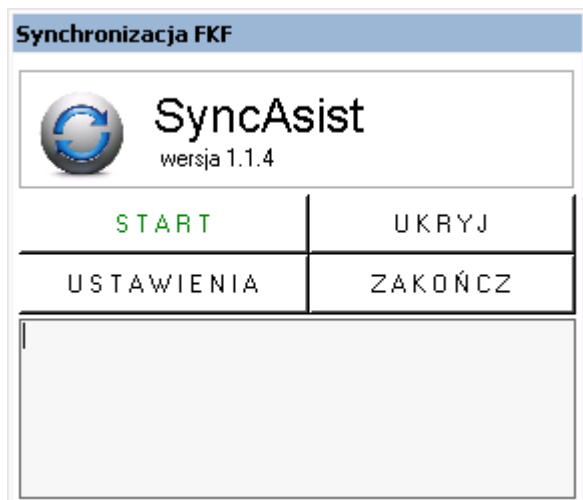 Synchronizacja FKF
SyncAsist
wersja 1.1.4
START UKRYJ
USTAWIENIA ZAKOŃCZ